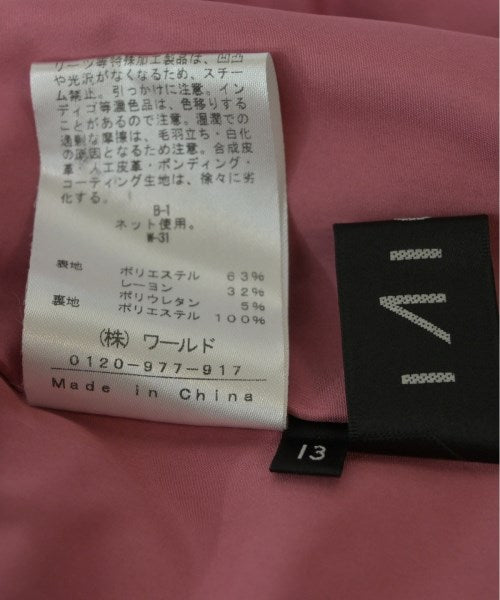 リーツ等特殊加工製品は、凹凸
や光沢がなくなるため、スチー
ム禁止。引っかけに注意。イン
ディゴ等濃色品は、色移りする
ことがあるので注意。湿潤での
過剰な摩擦は、毛羽立ち・白化
の原因となるため注意。合成皮
革・人工皮革・ボンディング・
コーティング生地は、徐々に劣
化する。
B-1
ネット使用。
W-31
表地 ポリエステル 63%
レーヨン 32%
ポリウレタン 5%
裏地 ポリエステル 100%
(株) ワールド
0120-977-917
Made in China
13